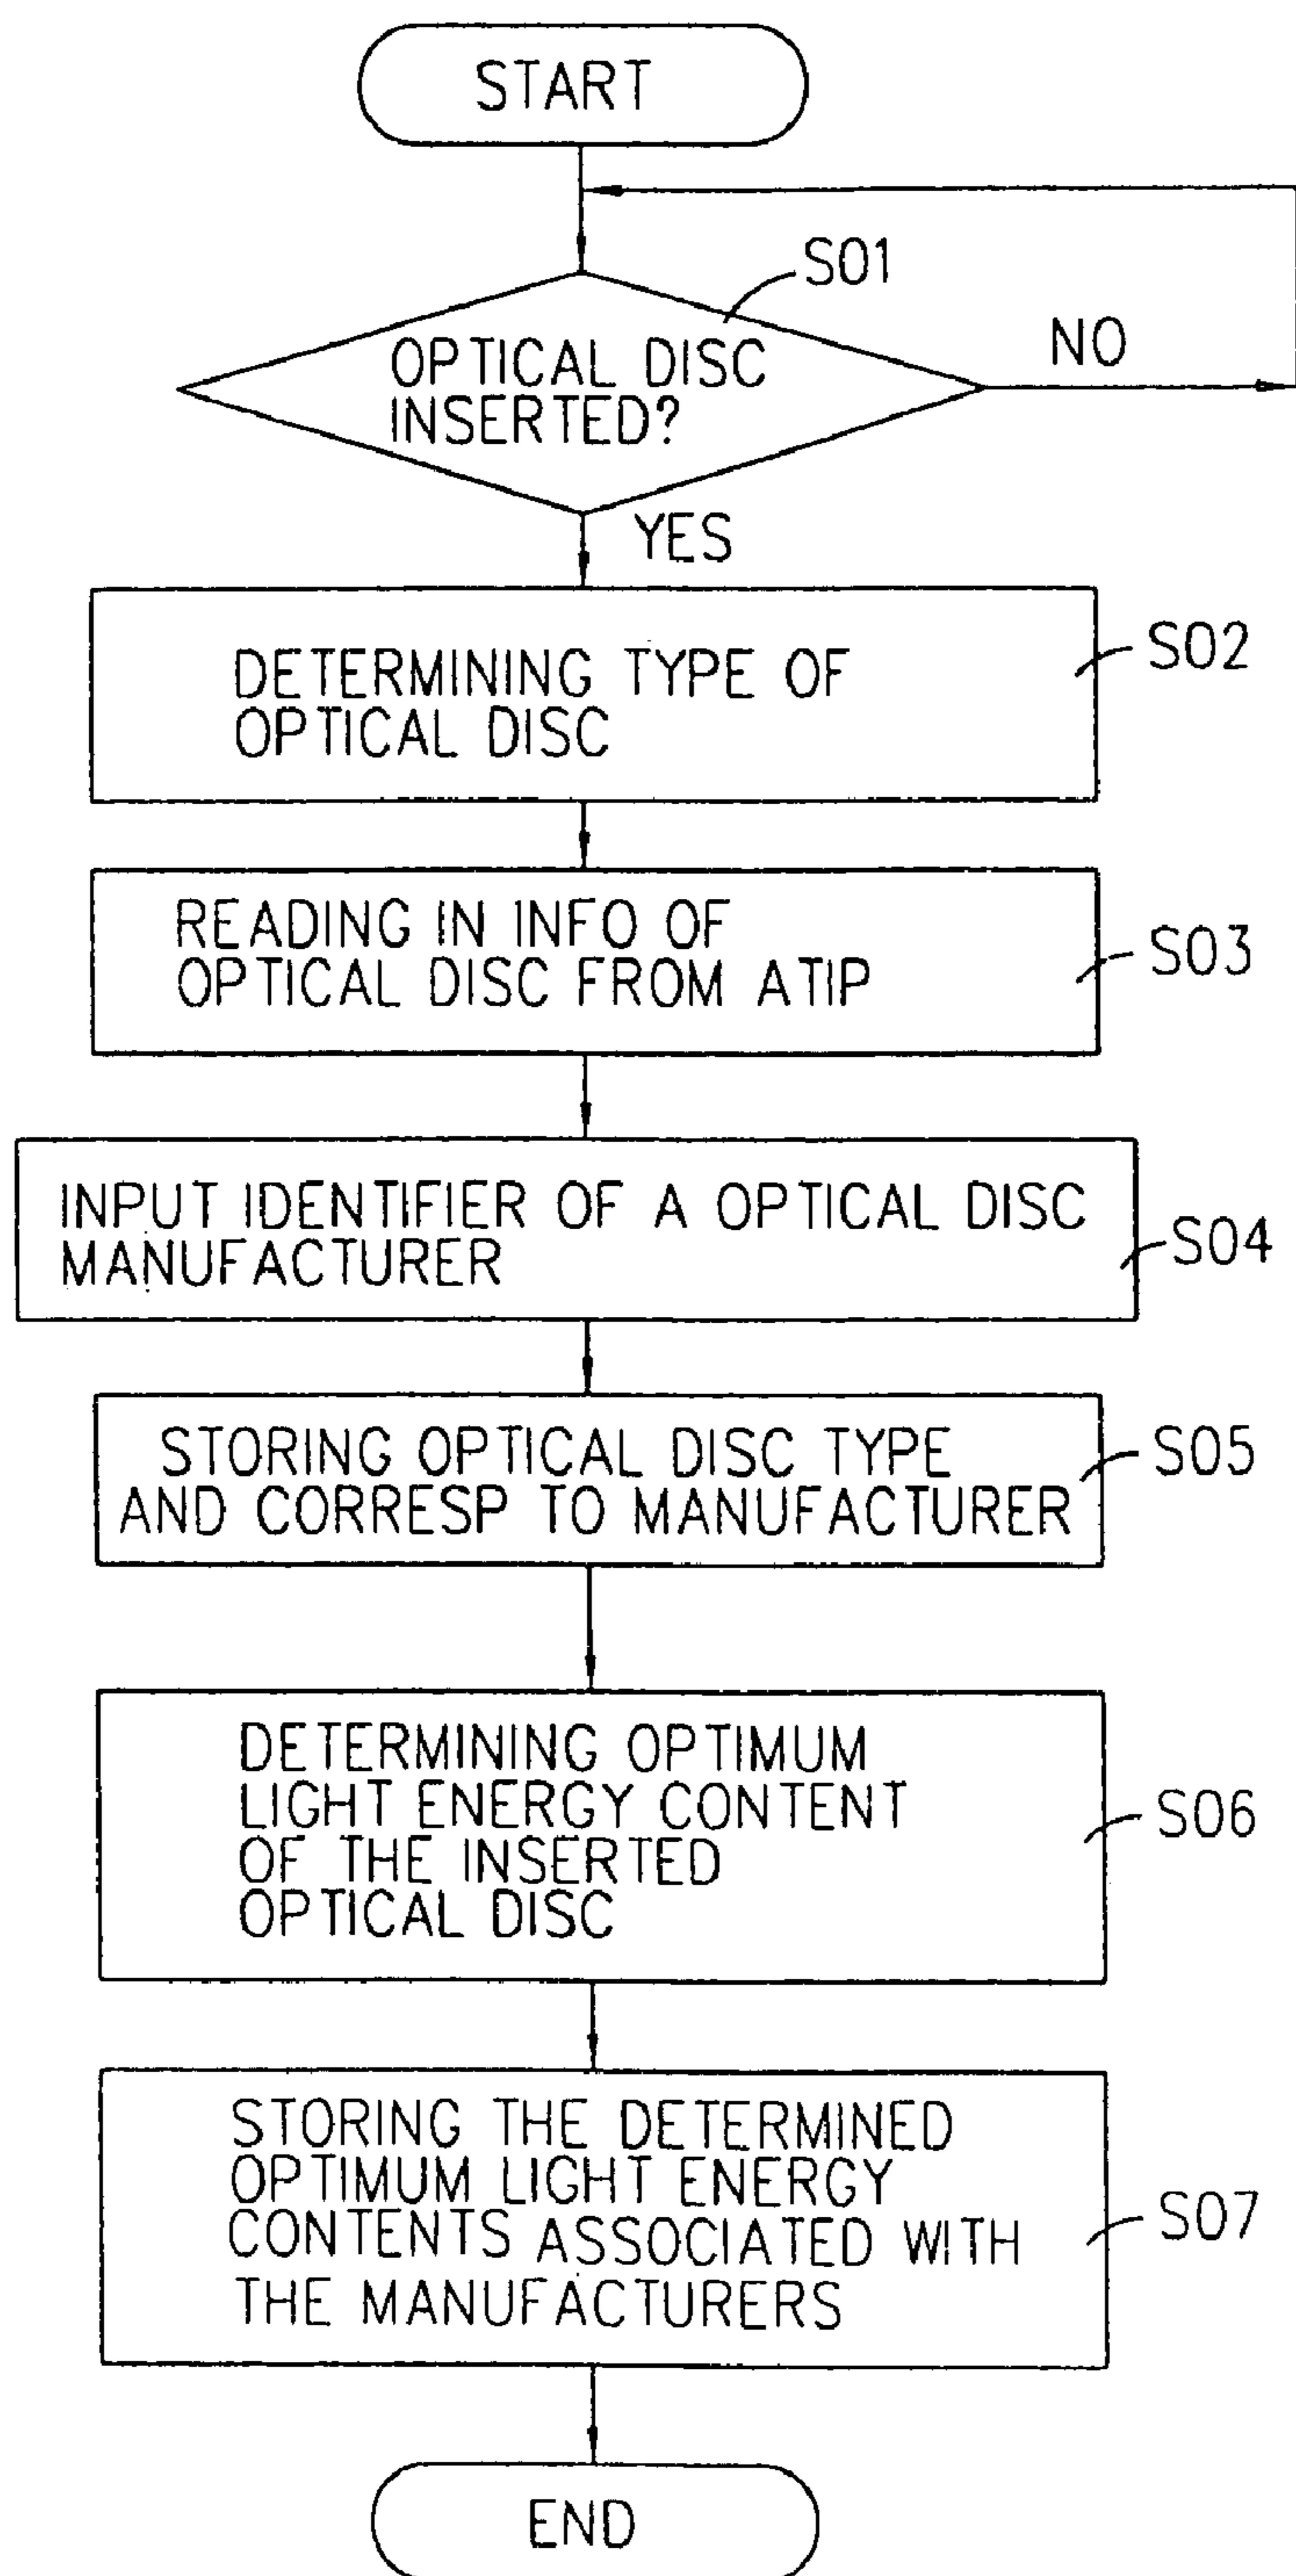 START
S01
OPTICAL DISC
INSERTED?
NO
YES
DETERMINING TYPE OF
OPTICAL DISC
S02
READING IN INFO OF
OPTICAL DISC FROM ATIP
S03
INPUT IDENTIFIER OF A OPTICAL DISC
MANUFACTURER
S04
STORING OPTICAL DISC TYPE
AND CORRESP TO MANUFACTURER
S05
DETERMINING OPTIMUM
LIGHT ENERGY CONTENT
OF THE INSERTED
OPTICAL DISC
S06
STORING THE DETERMINED
OPTIMUM LIGHT ENERGY
CONTENTS ASSOCIATED WITH
THE MANUFACTURERS
S07
END